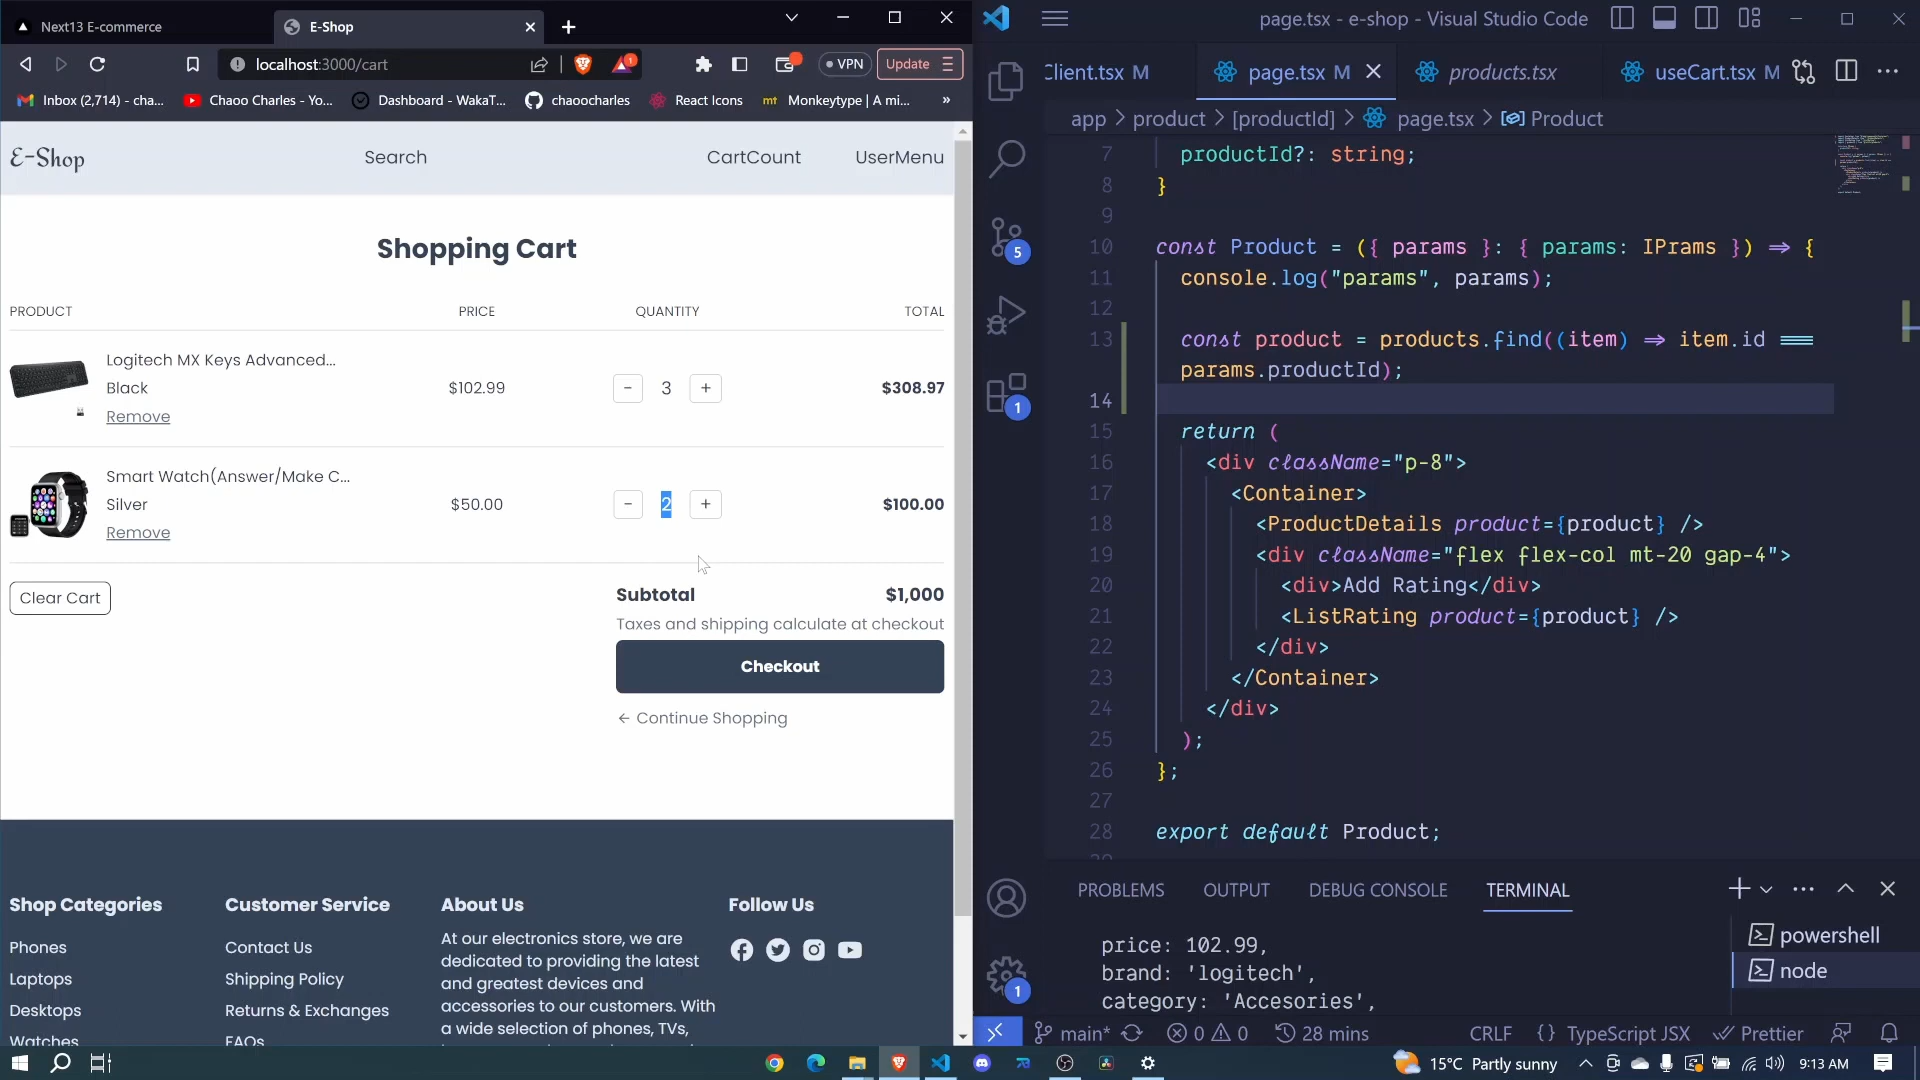 Next13 E-commerce
E-Shop
localhost:3000/cart
1
VPN
Update
Inbox (2,714) - cha...
Chaoo Charles - Yo...
Dashboard - WakaT...
chaoocharles
React Icons
mt Monkeytype | A mi...
»
E-Shop
Search
CartCount
UserMenu
Shopping Cart
PRODUCT PRICE QUANTITY TOTAL
Logitech MX Keys Advanced...
Black
Remove
$102.99
- 3 +
$308.97
Smart Watch(Answer/Make C...
Silver
Remove
$50.00
- 2 +
$100.00
Clear Cart
Subtotal $1,000
Taxes and shipping calculate at checkout
Checkout
← Continue Shopping
Shop Categories
Phones
Laptops
Desktops
Watches
Customer Service
Contact Us
Shipping Policy
Returns & Exchanges
FAQs
About Us
At our electronics store, we are
dedicated to providing the latest
and greatest devices and
accessories to our customers. With
a wide selection of phones, TVs,
Follow Us
page.tsx - e-shop - Visual Studio Code
Client.tsx M
page.tsx M
products.tsx
useCart.tsx M
app > product > [productId] > page.tsx > Product
5
1
1
7 productId?: string;
8 }
9
10 const Product = ({ params }: { params: IPrams }) => {
11 console.log("params", params);
12
13 const product = products.find((item) => item.id ===
params.productId);
14
15 return (
16 <div className="p-8">
17 <Container>
18 <ProductDetails product={product} />
19 <div className="flex flex-col mt-20 gap-4">
20 <div>Add Rating</div>
21 <ListRating product={product} />
22 </div>
23 </Container>
24 </div>
25 );
26 };
27
28 export default Product;
PROBLEMS OUTPUT DEBUG CONSOLE TERMINAL
price: 102.99,
brand: 'logitech',
category: 'Accesories',
powershell
node
main* 0 0 28 mins CRLF {} TypeScript JSX Prettier
15°C Partly sunny
9:13 AM